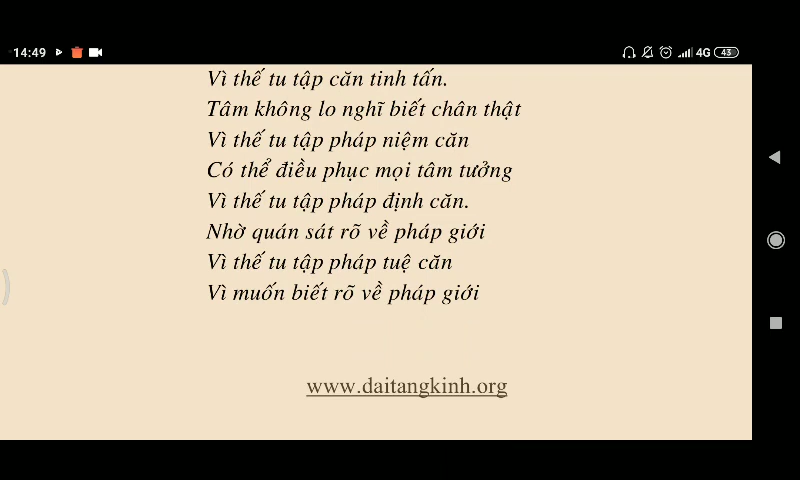 14:49
4G 43
Vì thế tu tập căn tinh tấn.
Tâm không lo nghĩ biết chân thật
Vì thế tu tập pháp niệm căn
Có thể điều phục mọi tâm tưởng
Vì thế tu tập pháp định căn.
Nhờ quán sát rõ về pháp giới
Vì thế tu tập pháp tuệ căn
Vì muốn biết rõ về pháp giới
www.daitangkinh.org